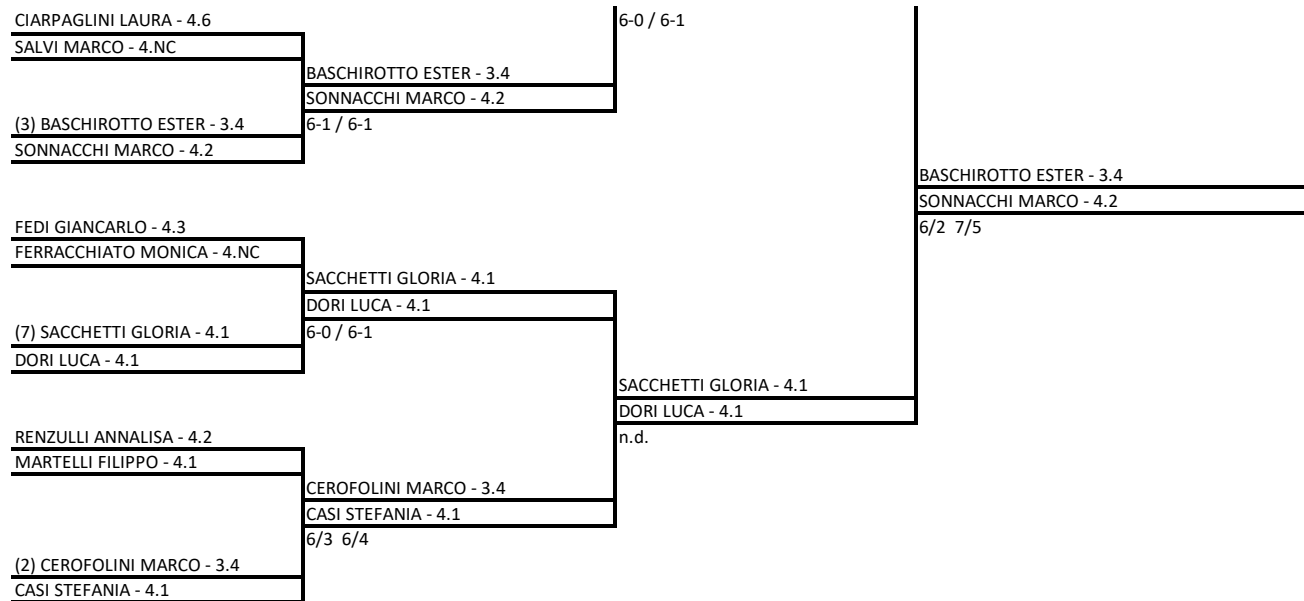 CIARPAGLINI LAURA - 4.6
6-0 / 6-1
SALVI MARCO - 4.NC
BASCHIROTTO ESTER - 3.4
SONNACCHI MARCO - 4.2
(3) BASCHIROTTO ESTER - 3.4
6-1 / 6-1
SONNACCHI MARCO - 4.2
BASCHIROTTO ESTER - 3.4
SONNACCHI MARCO - 4.2
FEDI GIANCARLO - 4.3
6/2 7/5
FERRACCHIATO MONICA - 4.NC
SACCHETTI GLORIA - 4.1
DORI LUCA - 4.1
(7) SACCHETTI GLORIA - 4.1
6-0 / 6-1
DORI LUCA - 4.1
SACCHETTI GLORIA - 4.1
DORI LUCA - 4.1
RENZULLI ANNALISA - 4.2
n.d.
MARTELLI FILIPPO - 4.1
CEROFOLINI MARCO - 3.4
CASI STEFANIA - 4.1
6/3 6/4
(2) CEROFOLINI MARCO - 3.4
CASI STEFANIA - 4.1